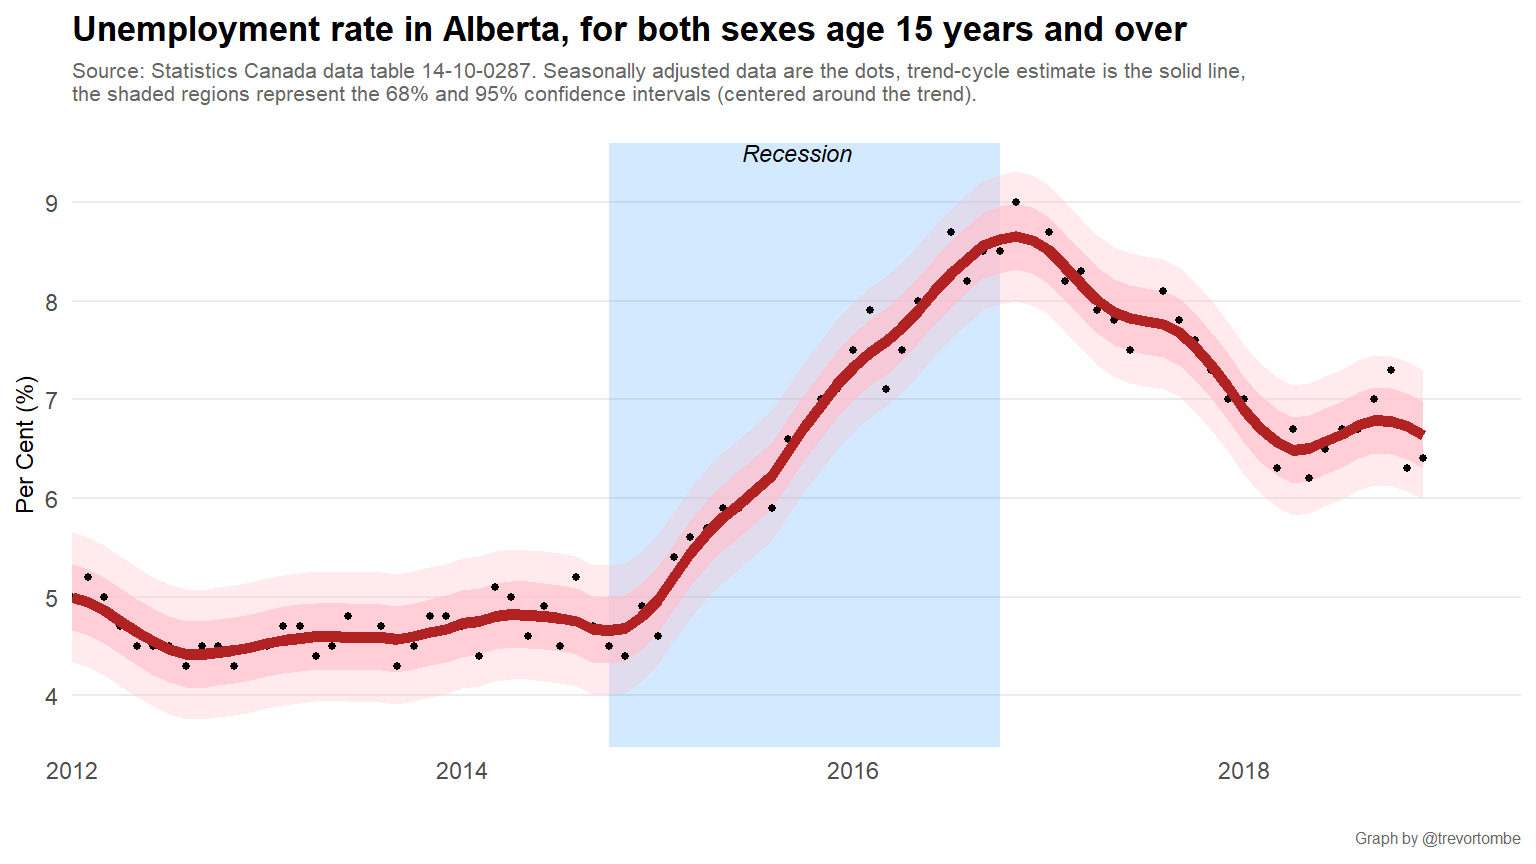 Unemployment rate in Alberta, for both sexes age 15 years and over
Source: Statistics Canada data table 14-10-0287. Seasonally adjusted data are the dots, trend-cycle estimate is the solid line,
the shaded regions represent the 68% and 95% confidence intervals (centered around the trend).
Recession
9
8
7
6
5
4
Per Cent (%)
2012 2014 2016 2018
Graph by @trevortombe